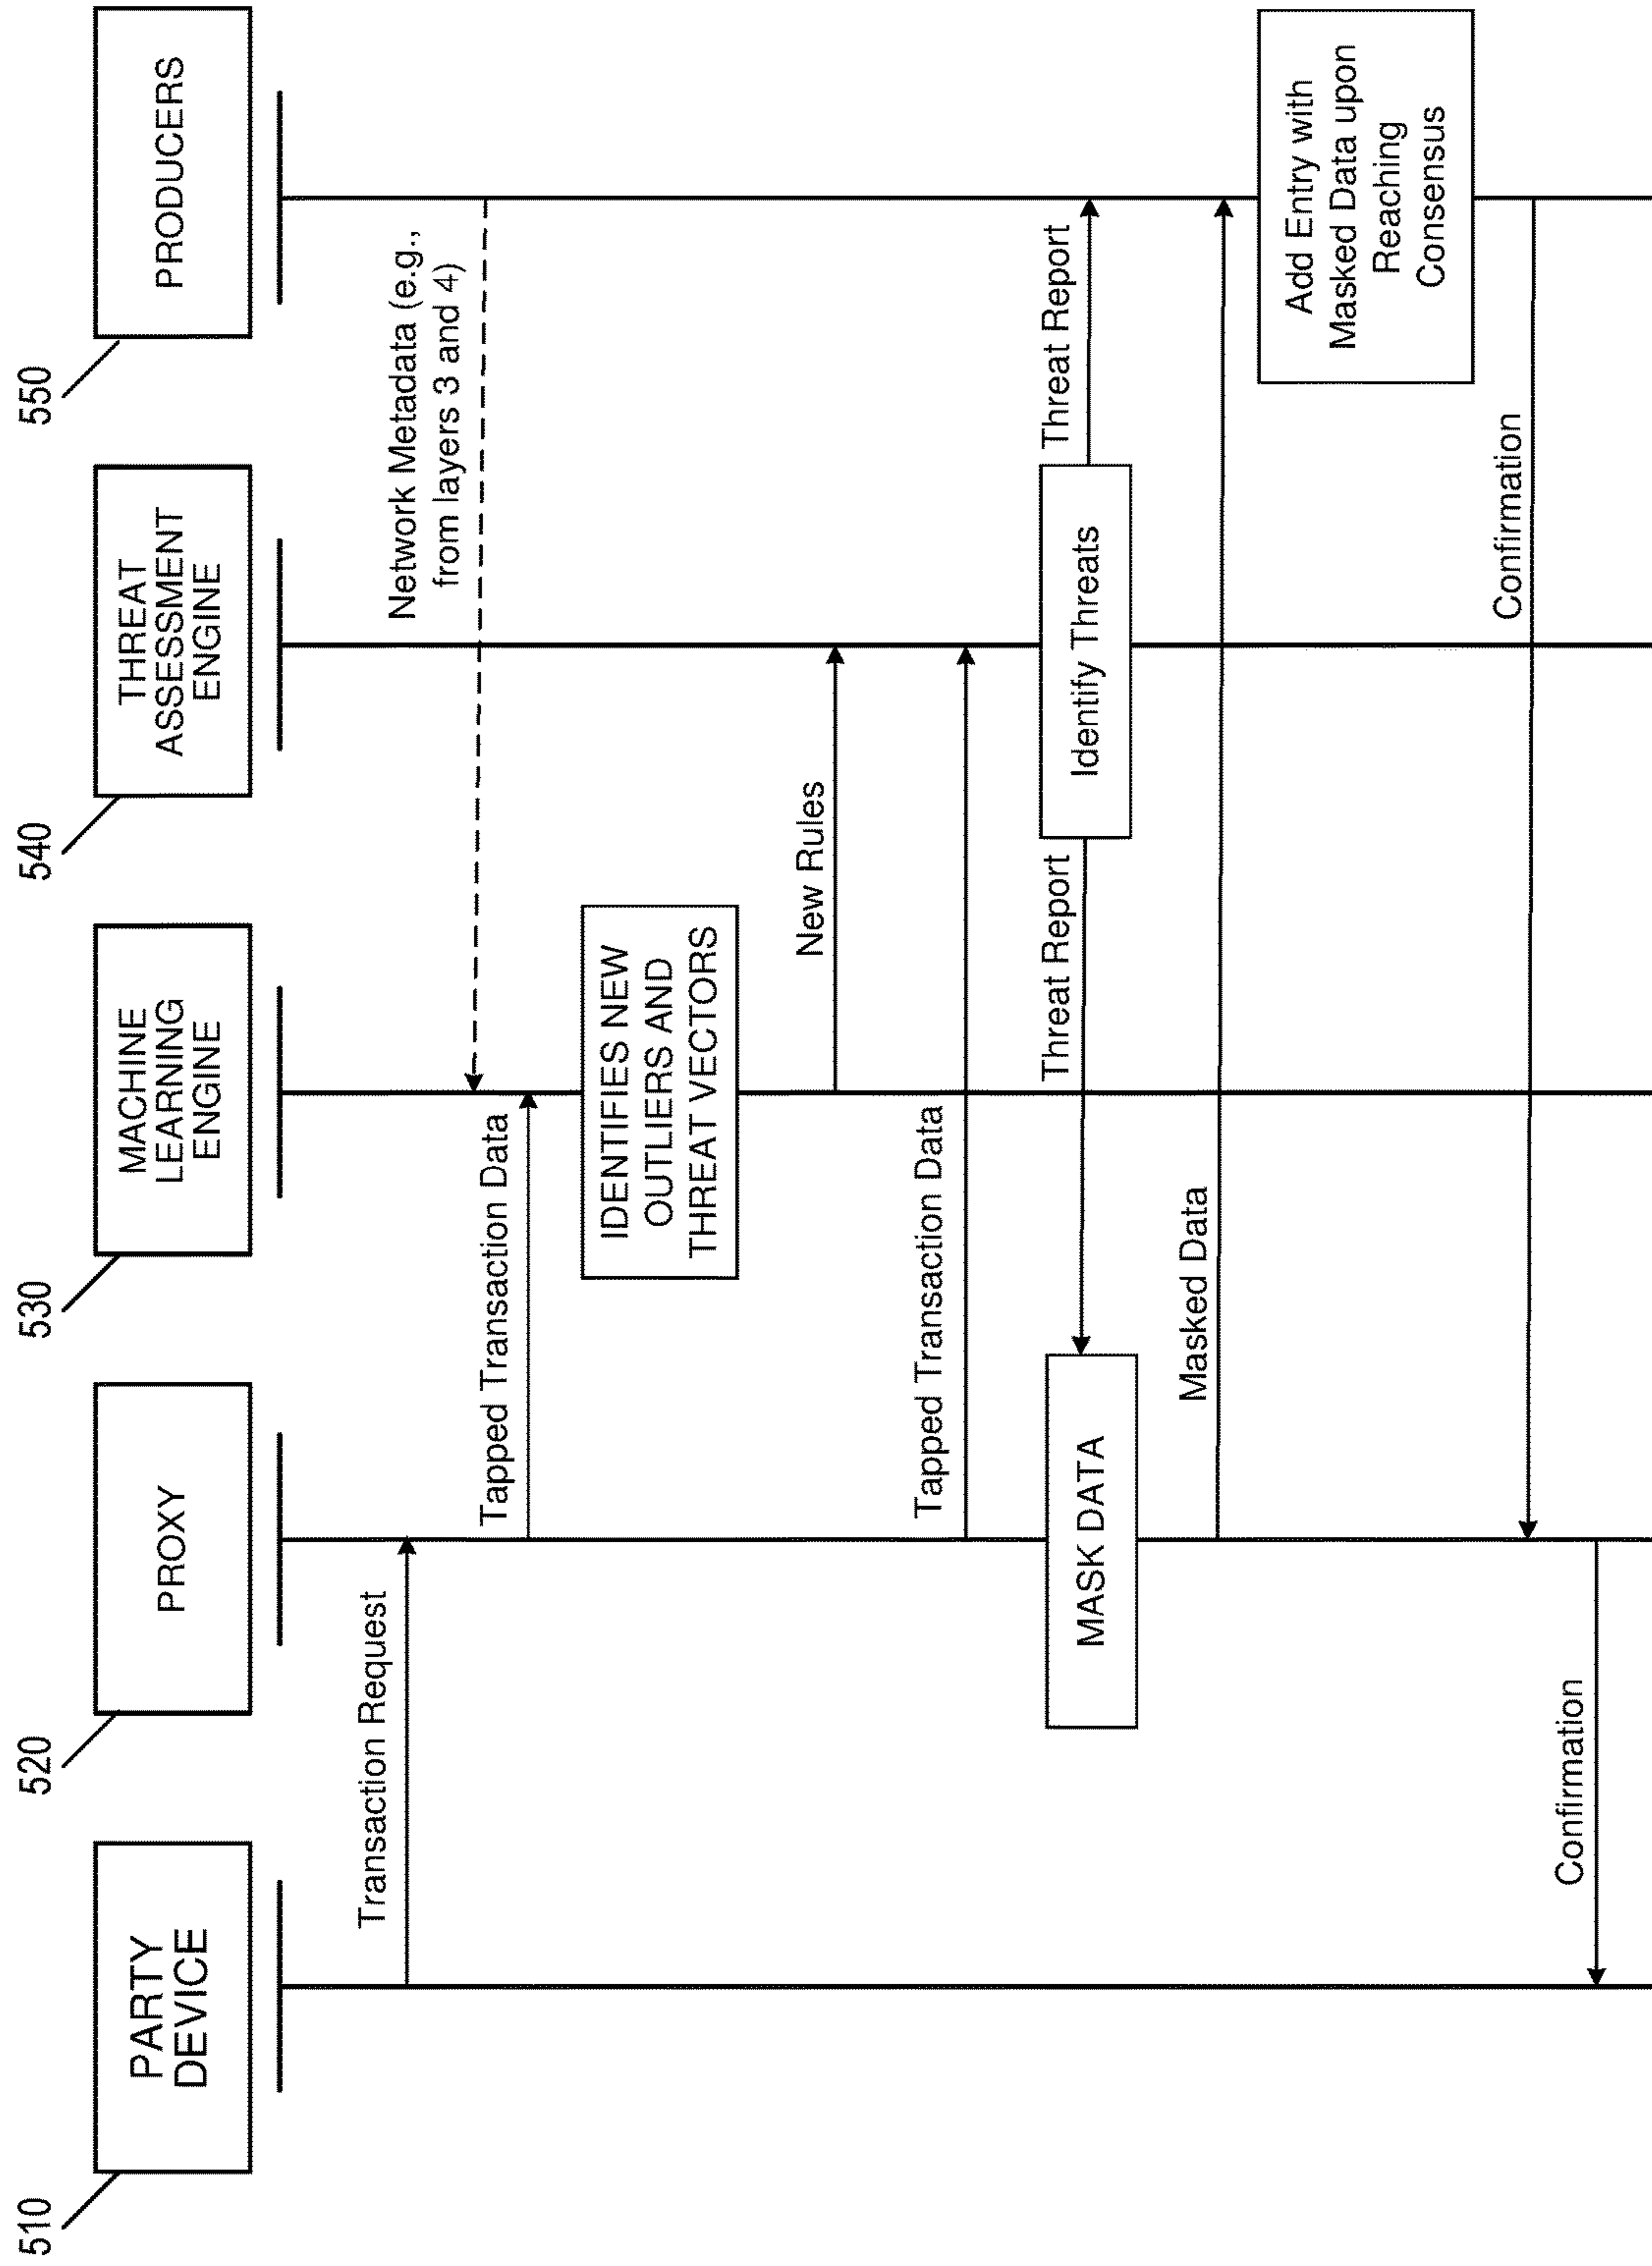 510
PARTY
DEVICE
520
PROXY
530
MACHINE
LEARNING
ENGINE
540
THREAT
ASSESSMENT
ENGINE
550
PRODUCERS
Transaction Request
Network Metadata (e.g.,
from layers 3 and 4)
Tapped Transaction Data
IDENTIFIES NEW
OUTLIERS AND
THREAT VECTORS
New Rules
Tapped Transaction Data
MASK DATA
Threat Report
Identify Threats
Threat Report
Masked Data
Add Entry with
Masked Data upon
Reaching
Consensus
Confirmation
Confirmation